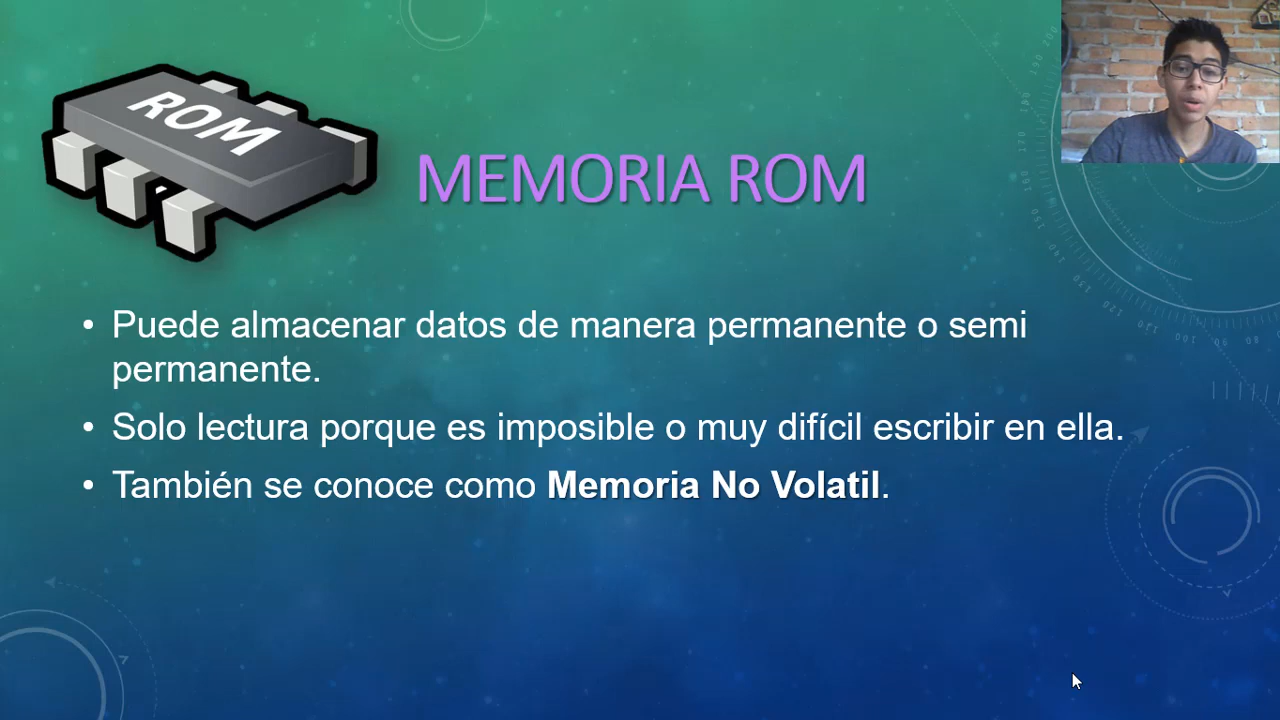 ROM
MEMORIA ROM
• Puede almacenar datos de manera permanente o semi
permanente.
• Solo lectura porque es imposible o muy difícil escribir en ella.
• También se conoce como Memoria No Volatil.